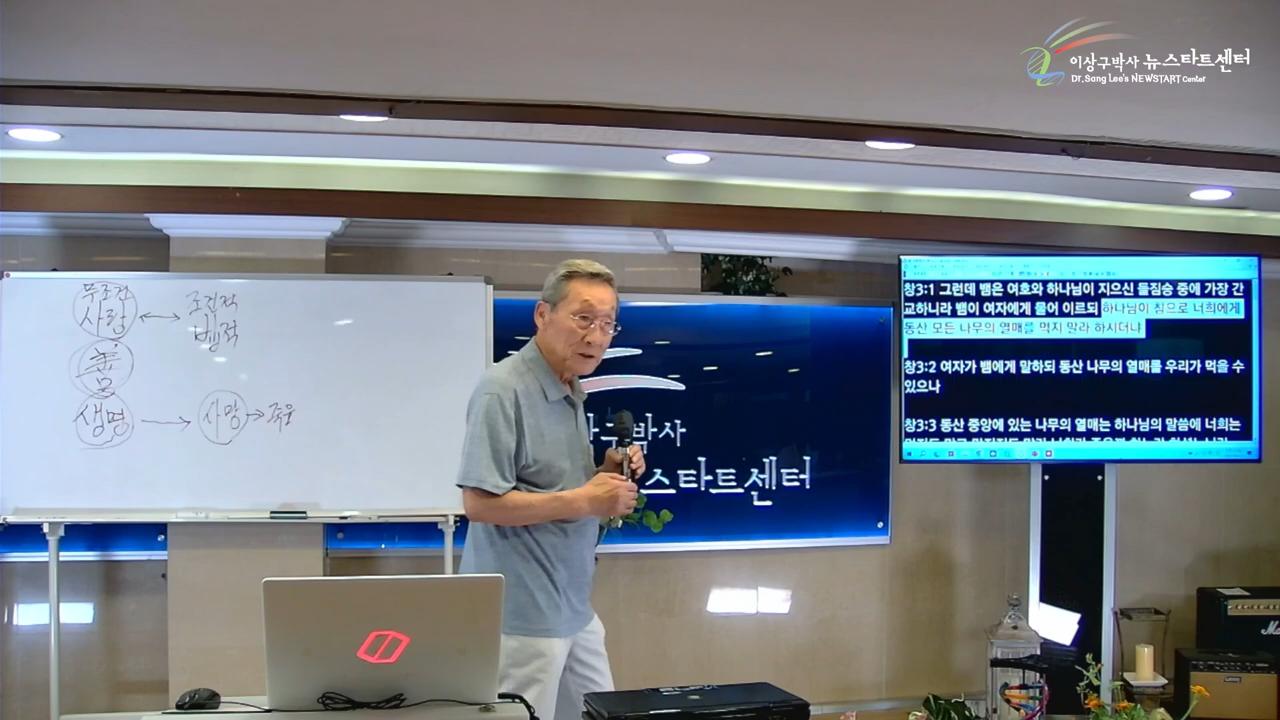 이상구박사 뉴스타트센터
Dr. Sang Lee's NEWSTART Center
무조건
사랑
조건적
생명
사망
구박사
스타트센터
창3:1 그런데 뱀은 여호와 하나님이 지으신 들짐승 중에 가장 간
교하니라 뱀이 여자에게 물어 이르되 하나님이 참으로 너희에게
동산 모든 나무의 열매를 먹지 말라 하시더냐
창3:2 여자가 뱀에게 말하되 동산 나무의 열매를 우리가 먹을 수
있으나
창3:3 동산 중앙에 있는 나무의 열매는 하나님의 말씀에 너희는